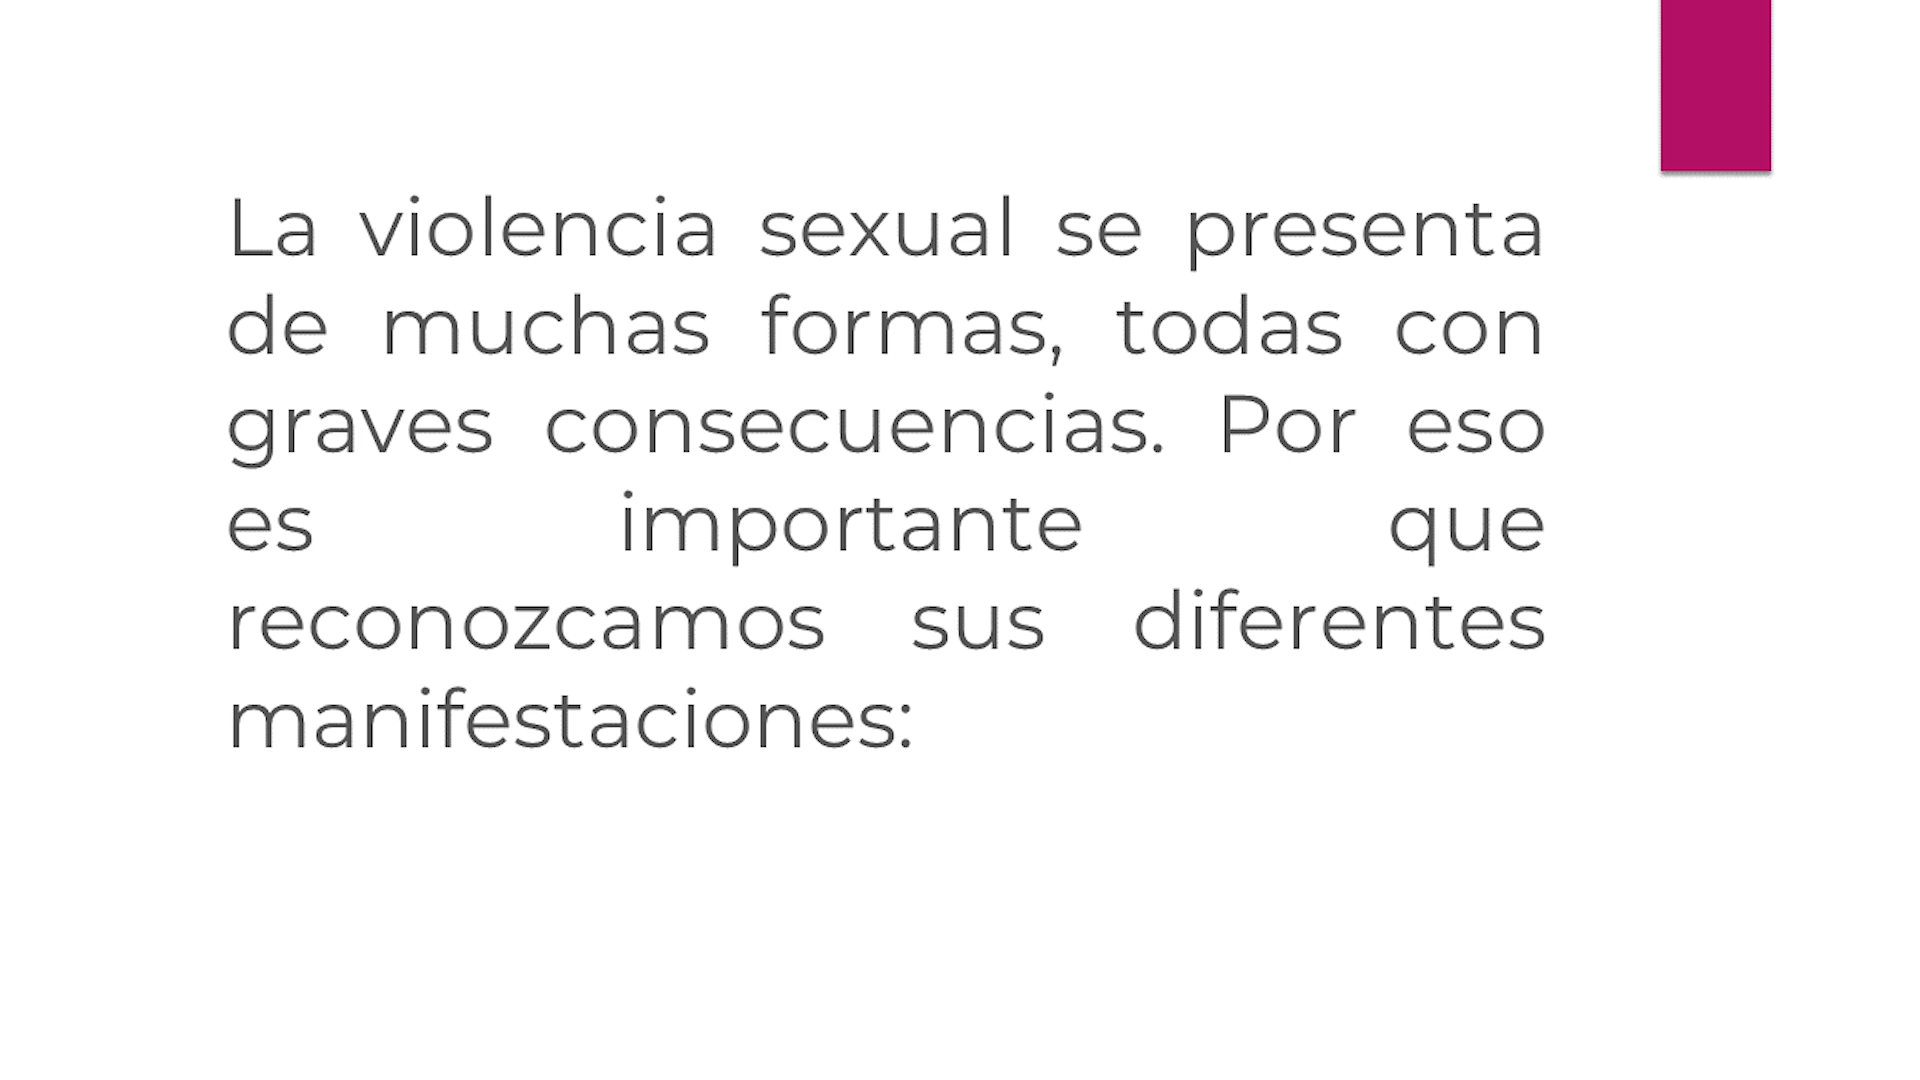 La violencia sexual se presenta
de muchas formas, todas con
graves consecuencias. Por eso
es importante que
reconozcamos sus diferentes
manifestaciones: